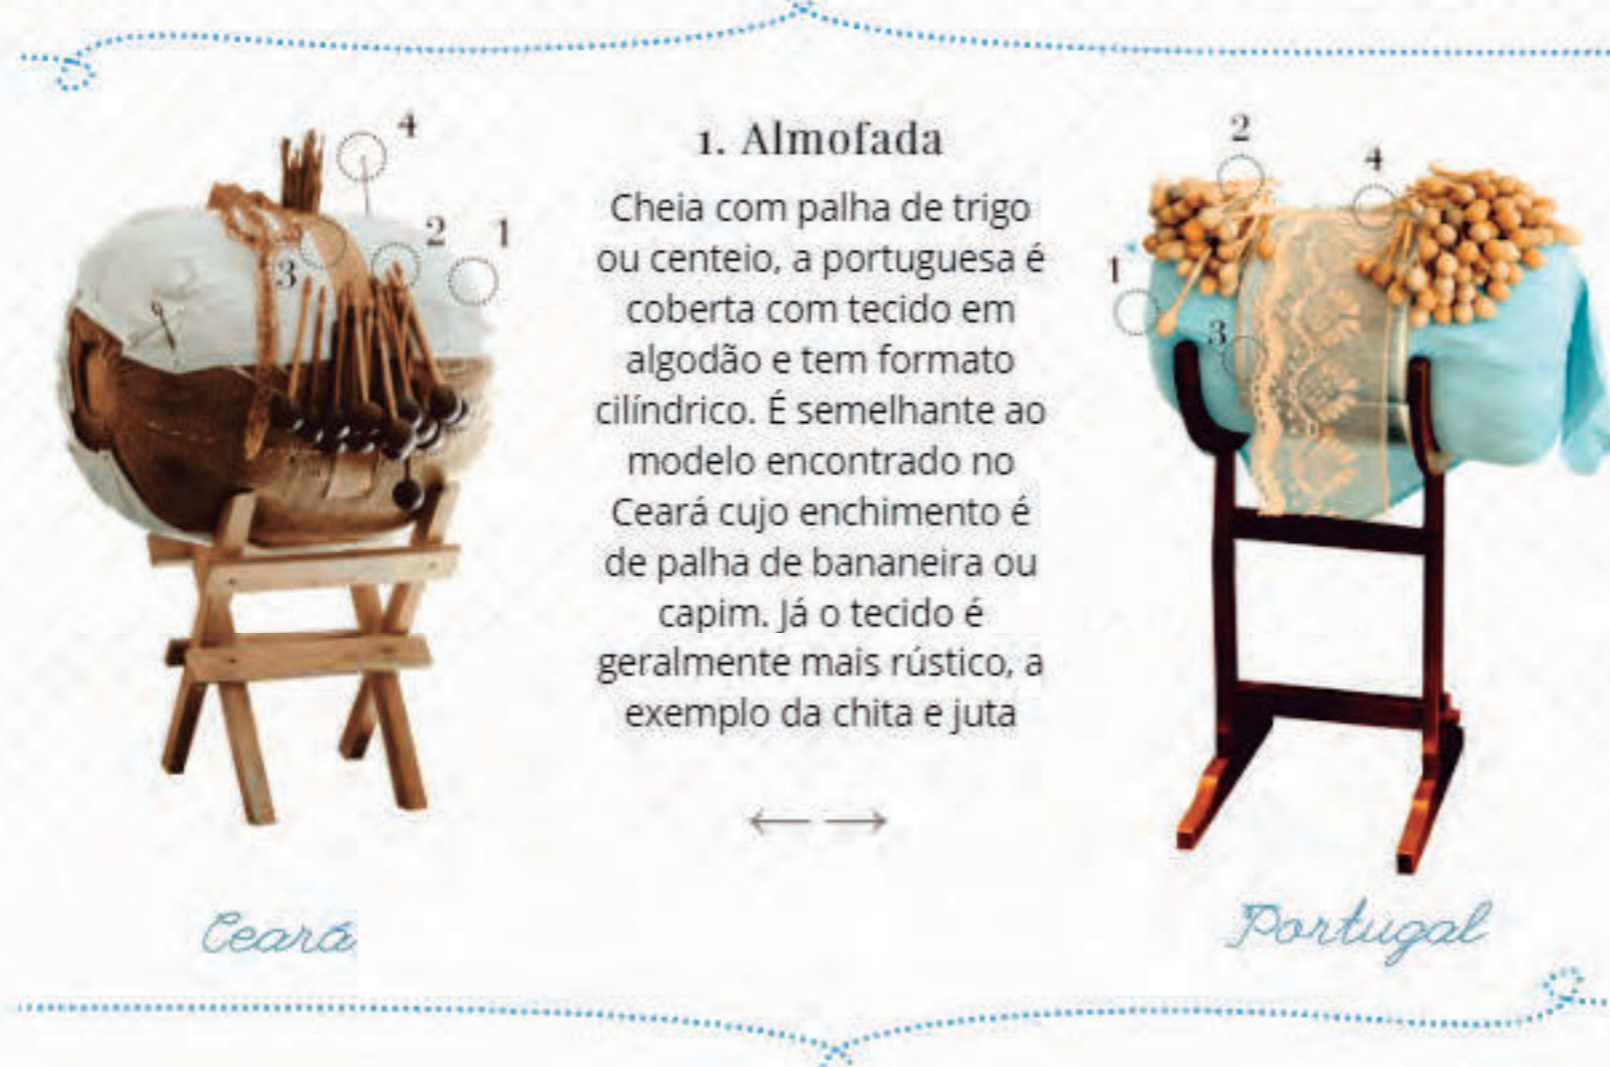 4
2
1
3
1. Almofada
Cheia com palha de trigo
ou centeio, a portuguesa é
coberta com tecido em
algodão e tem formato
cilíndrico. É semelhante ao
modelo encontrado no
Ceará cujo enchimento é
de palha de bananeira ou
capim. Já o tecido é
geralmente mais rústico, a
exemplo da chita e juta
2
4
1
3
Ceará
Portugal